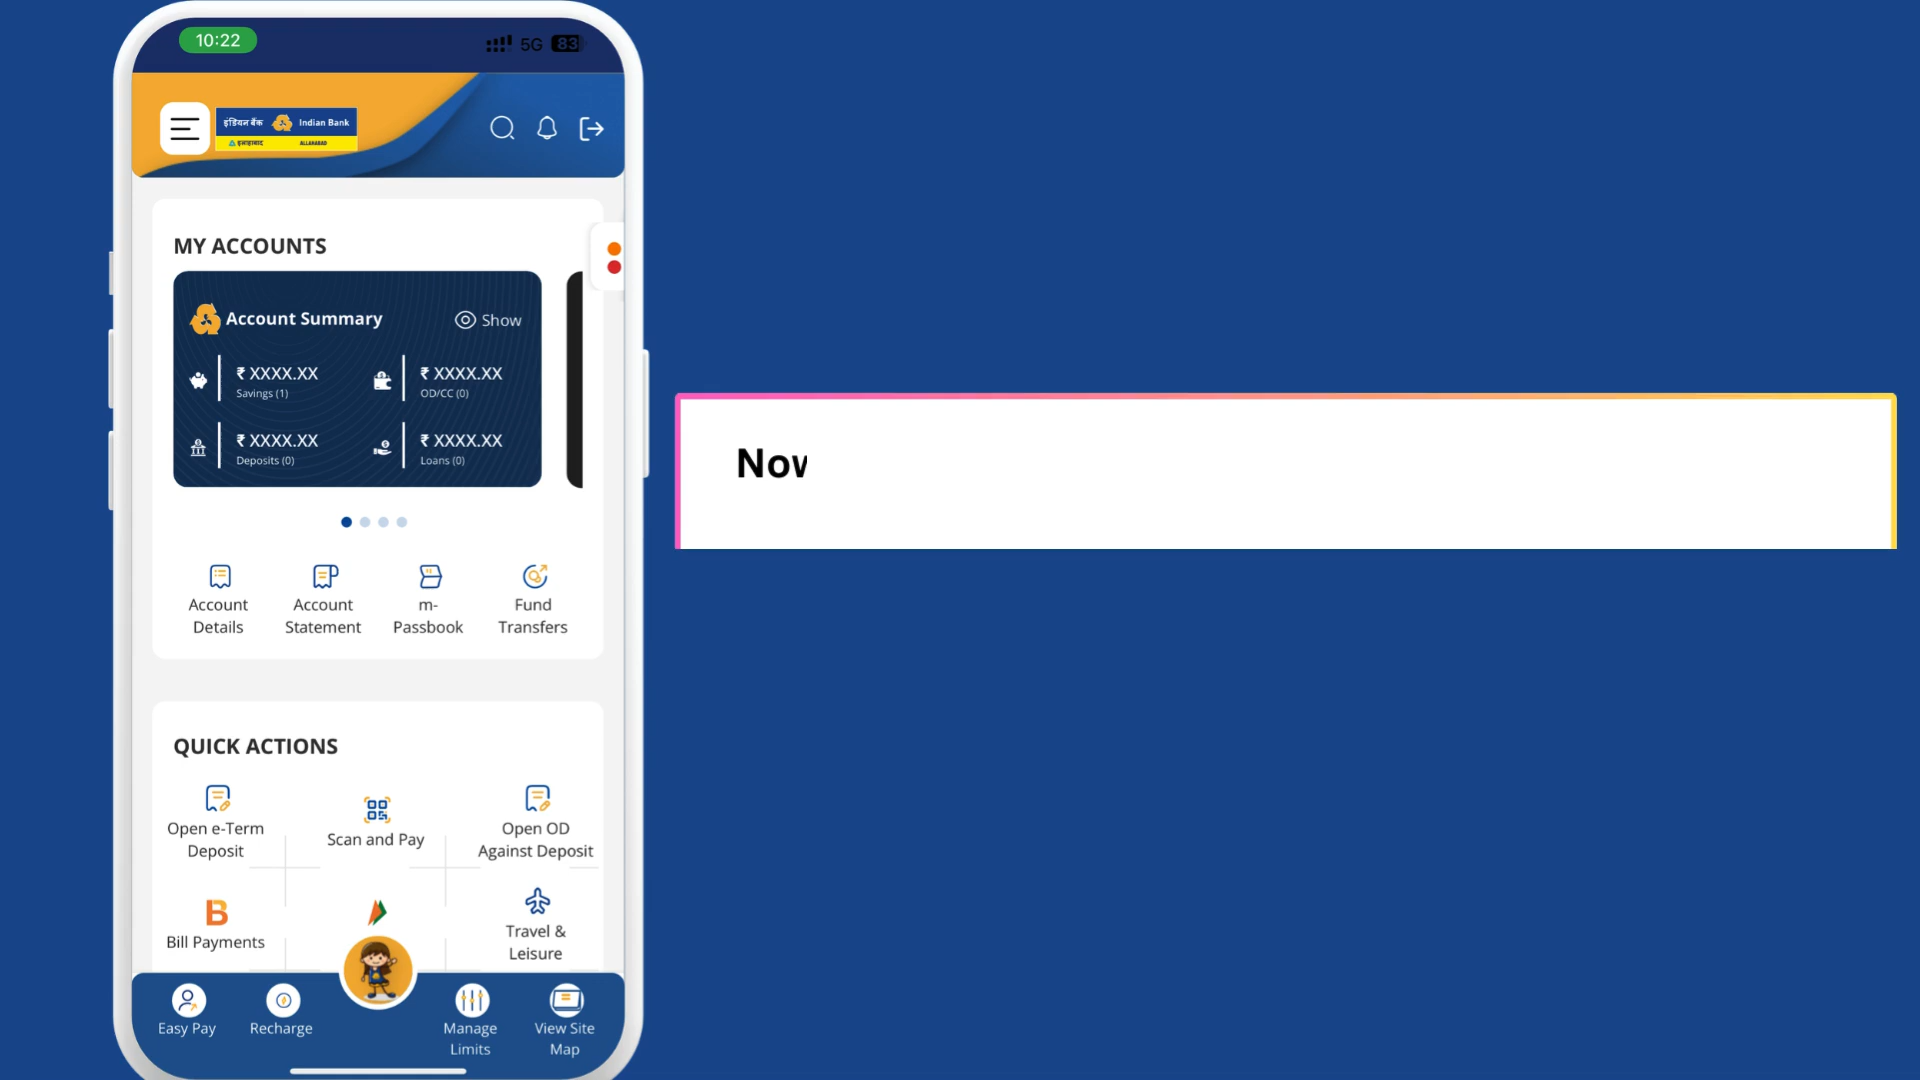 10:22
5G 83
इंडियन बैंक Indian Bank
इलाहाबाद ALLAHABAD
MY ACCOUNTS
Account Summary
Show
₹ XXXX.XX
Savings (1)
₹ XXXX.XX
OD/CC (0)
₹ XXXX.XX
Deposits (0)
₹ XXXX.XX
Loans (0)
Account
Details
Account
Statement
m-
Passbook
Fund
Transfers
QUICK ACTIONS
Open e-Term
Deposit
Scan and Pay
Open OD
Against Deposit
B
Bill Payments
Travel &
Leisure
Easy Pay
Recharge
Manage
Limits
View Site
Map
Now